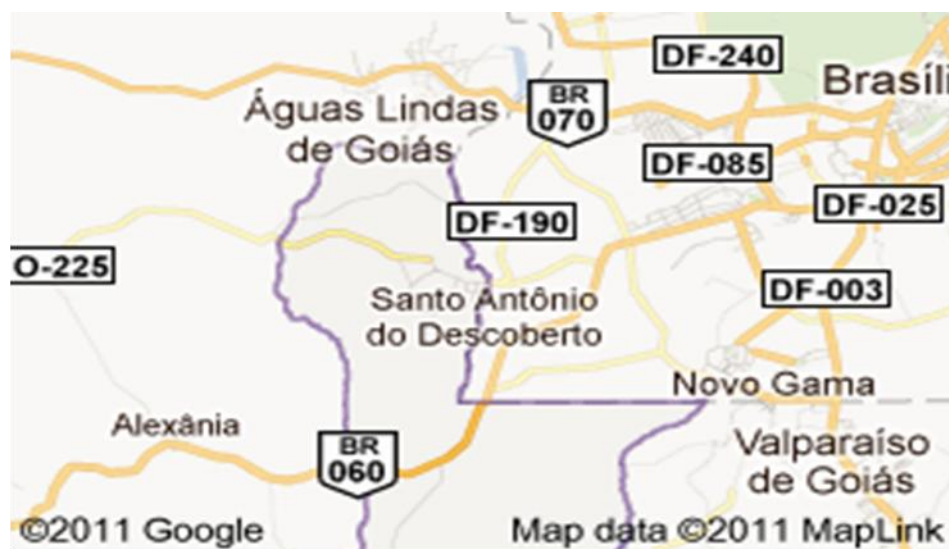 DF-240
Brasíli
BR
070
Águas Lindas
de Goiás
DF-085
DF-190
DF-025
O-225
DF-003
Santo Antônio
do Descoberto
Novo Gama
Alexânia
BR
060
Valparaíso
de Goiás
©2011 Google
Map data ©2011 MapLink